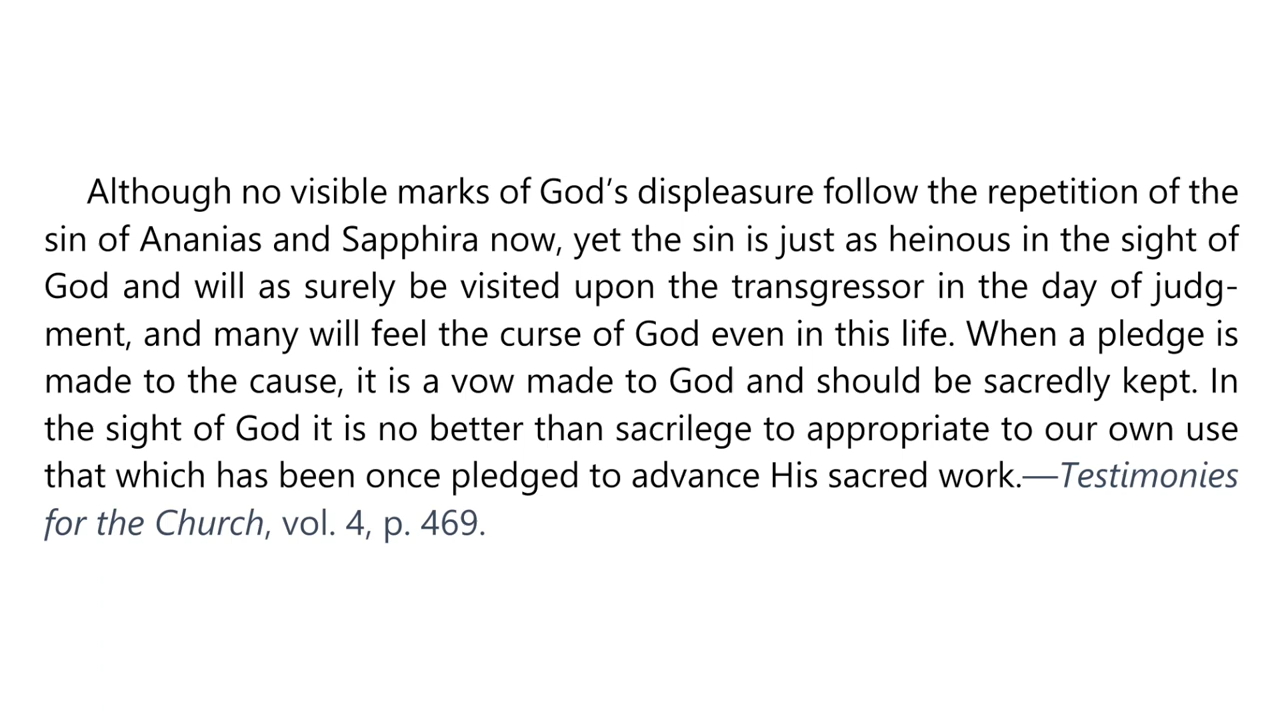 Although no visible marks of God’s displeasure follow the repetition of the
sin of Ananias and Sapphira now, yet the sin is just as heinous in the sight of
God and will as surely be visited upon the transgressor in the day of judg-
ment, and many will feel the curse of God even in this life. When a pledge is
made to the cause, it is a vow made to God and should be sacredly kept. In
the sight of God it is no better than sacrilege to appropriate to our own use
that which has been once pledged to advance His sacred work.—Testimonies
for the Church, vol. 4, p. 469.